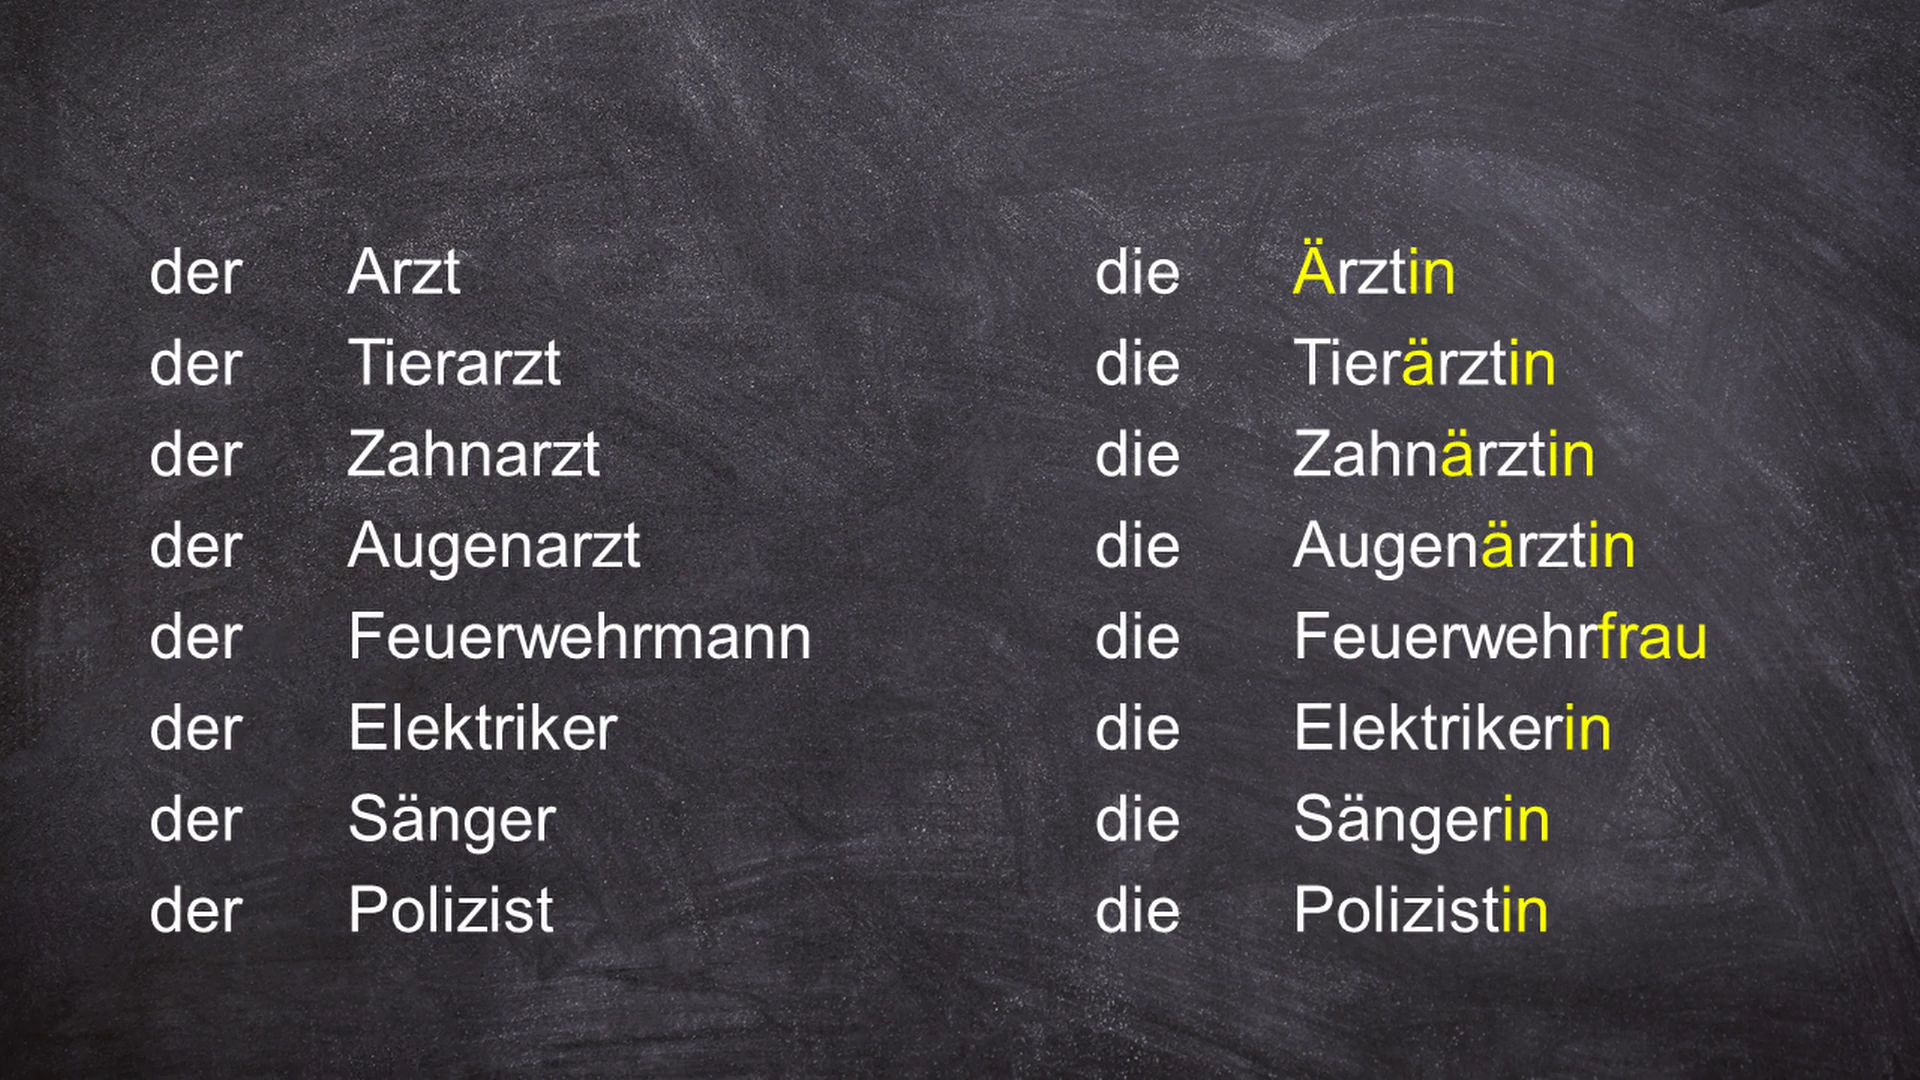 der Arzt die Ärztin
der Tierarzt die Tierärztin
der Zahnarzt die Zahnärztin
der Augenarzt die Augenärztin
der Feuerwehrmann die Feuerwehrfrau
der Elektriker die Elektrikerin
der Sänger die Sängerin
der Polizist die Polizistin